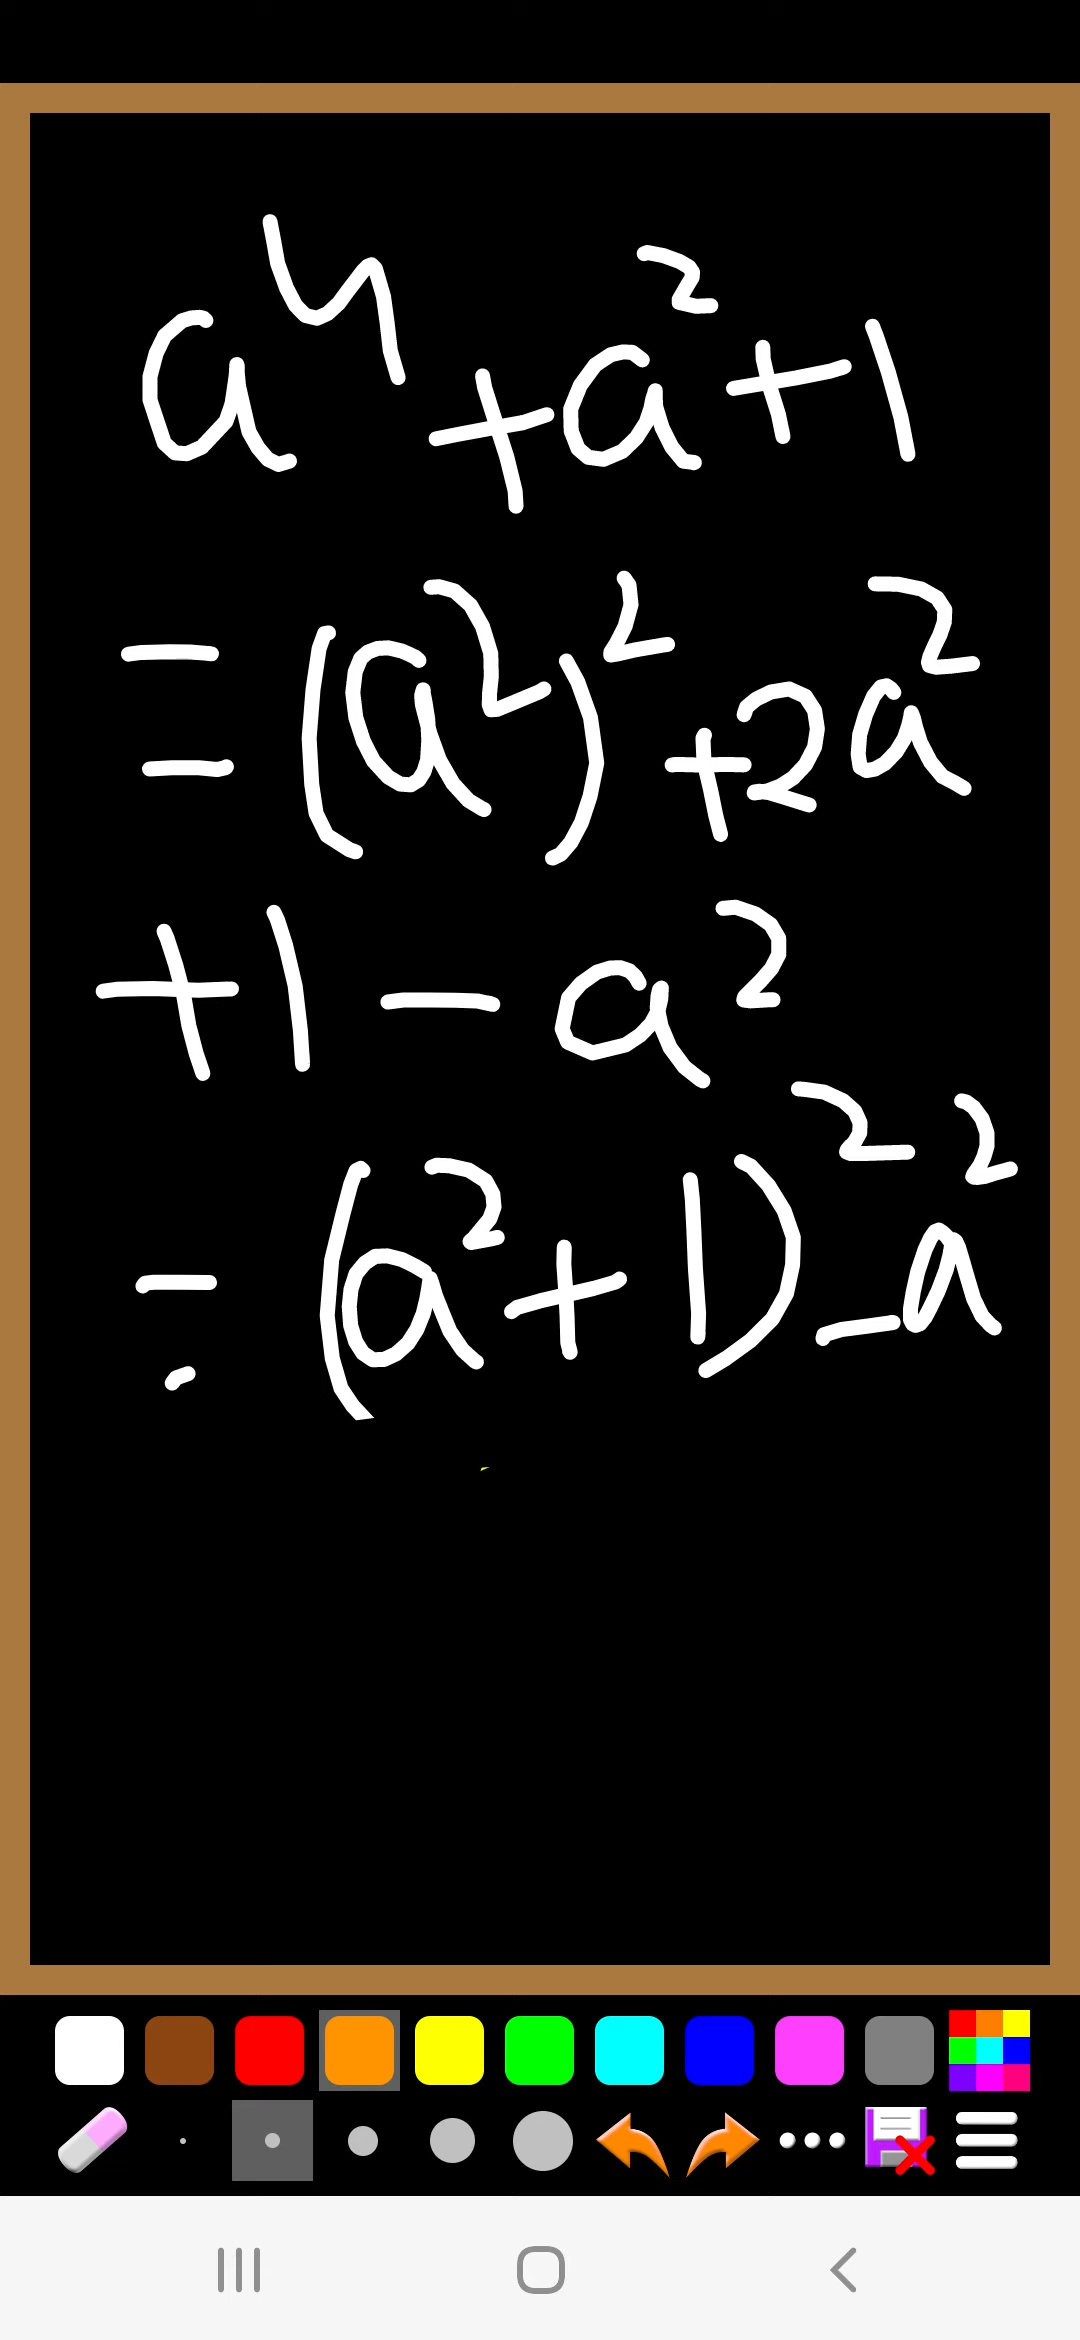 a⁴+a²+1
=(a²)²+2a²
+1-a²
=(a²+1)²-a²